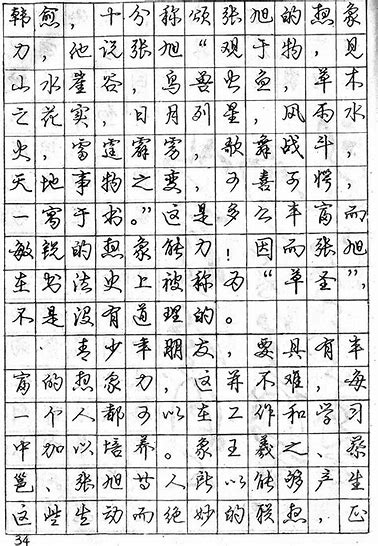 韩愈，十分称颂张旭的想象
力，他说张旭“观于物，见
山水崖谷，鸟兽虫鱼，草木
之花实，日月列星，风雨水
火，雷霆霹雳，歌舞战斗，
天地事物之变，可喜可愕，
一寓于书。”这是多么丰富而
敏锐的想象能力！因而张旭
在书法史上被称为“草圣”，
不是没有道理的。
青少年朋友，要具有丰
富的想象力，这并不难，每
一个人都可以在工作和学习
中加以培养。象王羲之、蔡
邕、张旭等人所以能够产生
这些生动而绝妙的联想，正
34